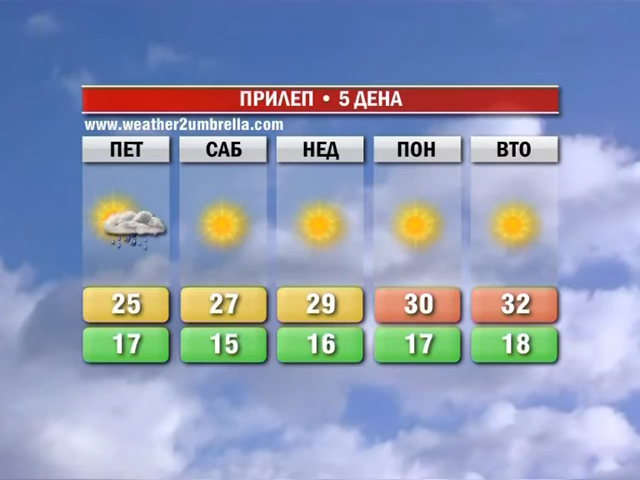 ПРИЛЕП • 5 ДЕНА
www.weather2umbrella.com
ПЕТ САБ НЕД ПОН ВТО
25 27 29 30 32
17 15 16 17 18